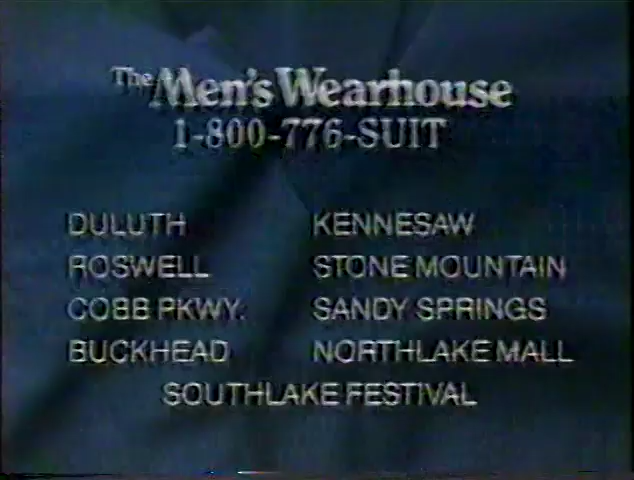 The Men's Wearhouse
1-800-776-SUIT
DULUTH KENNESAW
ROSWELL STONE MOUNTAIN
COBB PKWY. SANDY SPRINGS
BUCKHEAD NORTHLAKE MALL
SOUTHLAKE FESTIVAL